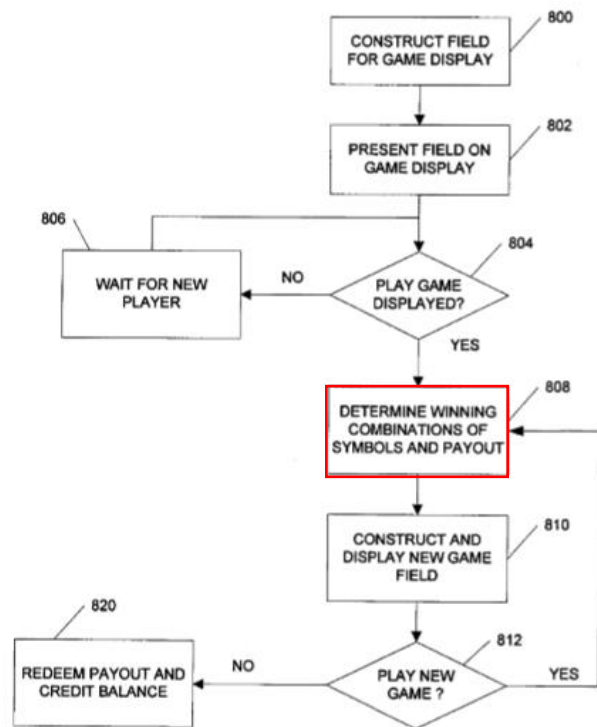 800
CONSTRUCT FIELD
FOR GAME DISPLAY
802
PRESENT FIELD ON
GAME DISPLAY
806
804
WAIT FOR NEW
PLAYER
NO
PLAY GAME
DISPLAYED?
YES
808
DETERMINE WINNING
COMBINATIONS OF
SYMBOLS AND PAYOUT
810
CONSTRUCT AND
DISPLAY NEW GAME
FIELD
820
812
REDEEM PAYOUT AND
CREDIT BALANCE
NO
PLAY NEW
GAME ?
YES